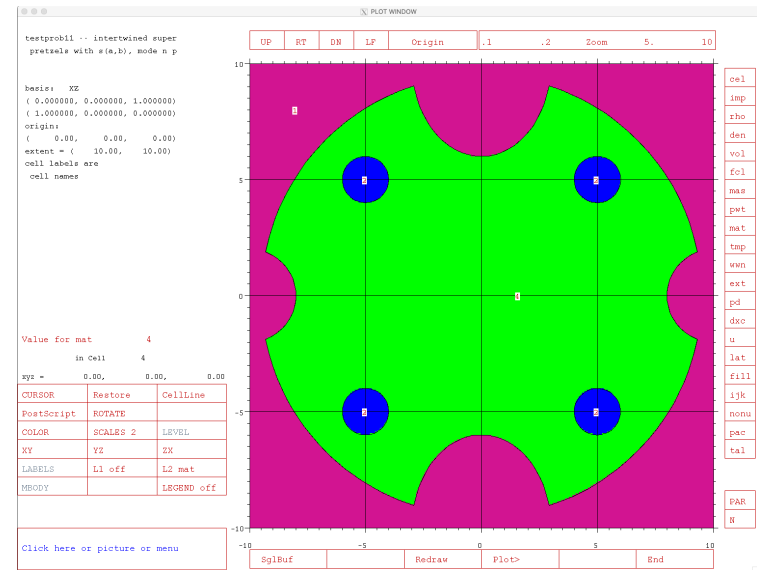 PLOT WINDOW
testprob11 -- intertwined super
pretzels with s(a,b), mode n p
basis: XZ
( 0.000000, 0.000000, 1.000000)
( 1.000000, 0.000000, 0.000000)
origin:
( 0.00, 0.00, 0.00)
extent = ( 10.00, 10.00)
cell labels are
cell names
UP RT DN LF Origin .1 .2 Zoom 5. 10
10
5
0
-5
-10
-10 -5 0 5 10
1
2 2
4
3 2
cel
imp
rho
den
vol
fcl
mas
pwt
mat
tmp
wwn
ext
pd
dxc
u
lat
fill
ijk
nonu
pac
tal
PAR
N
Value for mat 4
in Cell 4
xyz = 0.00, 0.00, 0.00
CURSOR Restore CellLine
PostScript ROTATE
COLOR SCALES 2 LEVEL
XY YZ ZX
LABELS L1 off L2 mat
MBODY LEGEND off
Click here or picture or menu
SglBuf Redraw Plot> End